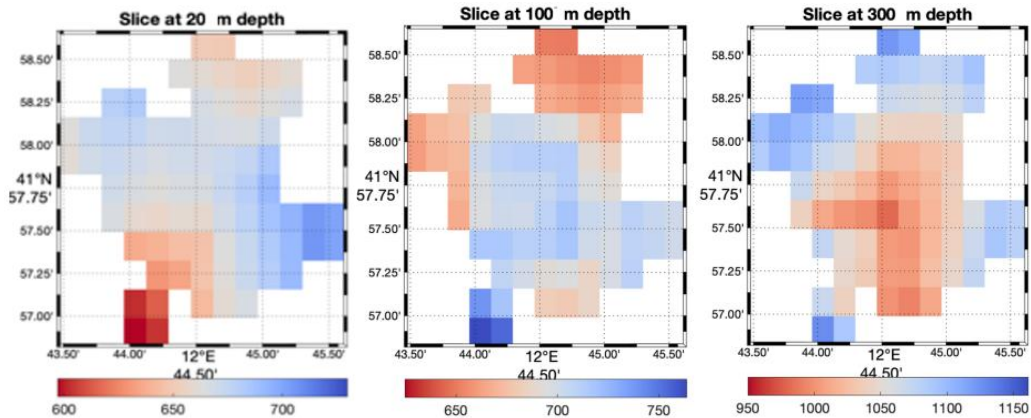 Slice at 20 m depth
58.50'
58.25'
58.00'
41°N
57.75'
57.50'
57.25'
57.00'
43.50' 44.00' 12°E 45.00' 45.50'
44.50'
600 650 700
Slice at 100 m depth
58.50'
58.25'
58.00'
41°N
57.75'
57.50'
57.25'
57.00'
43.50' 44.00' 12°E 45.00' 45.50'
44.50'
650 700 750
Slice at 300 m depth
58.50'
58.25'
58.00'
41°N
57.75'
57.50'
57.25'
57.00'
43.50' 44.00' 12°E 45.00' 45.50'
44.50'
950 1000 1050 1100 1150